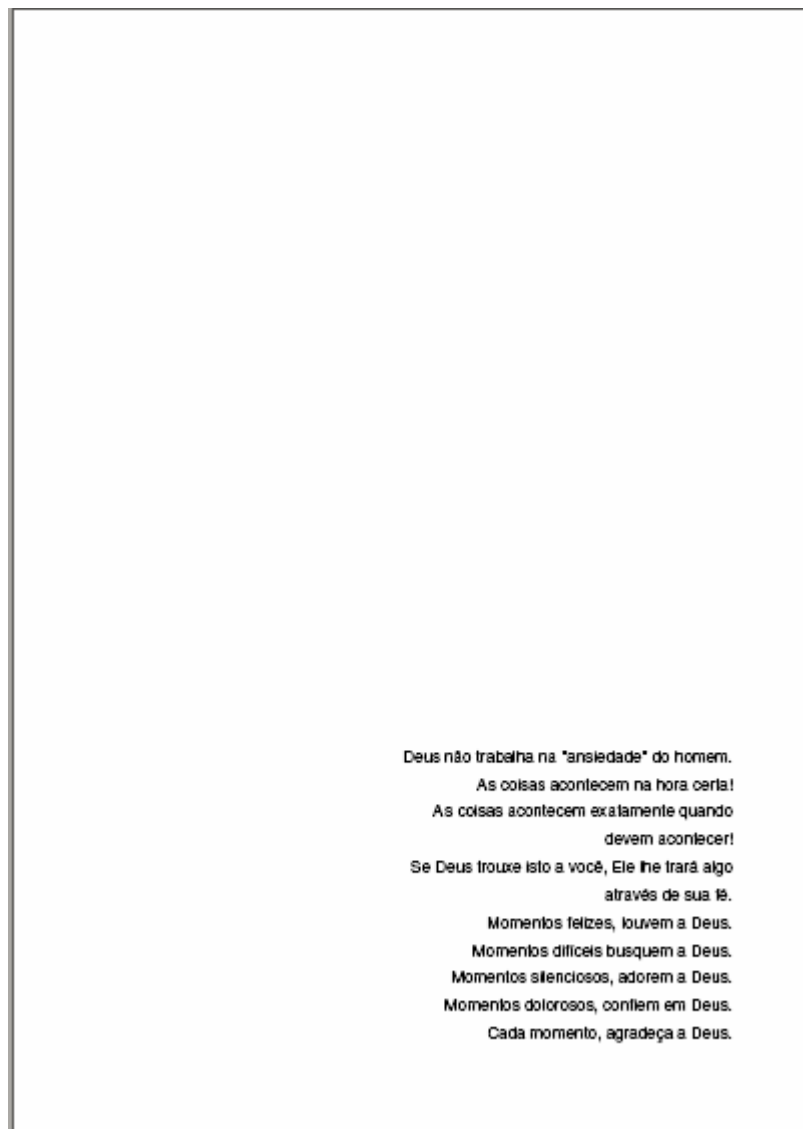 Deus não trabalha na "ansiedade" do homem.
As coisas acontecem na hora certa!
As coisas acontecem exatamente quando
devem acontecer!
Se Deus trouxe isto a você, Ele lhe trará algo
através de sua fé.
Momentos felizes, louvem a Deus.
Momentos difíceis busquem a Deus.
Momentos silenciosos, adorem a Deus.
Momentos dolorosos, confiem em Deus.
Cada momento, agradeça a Deus.